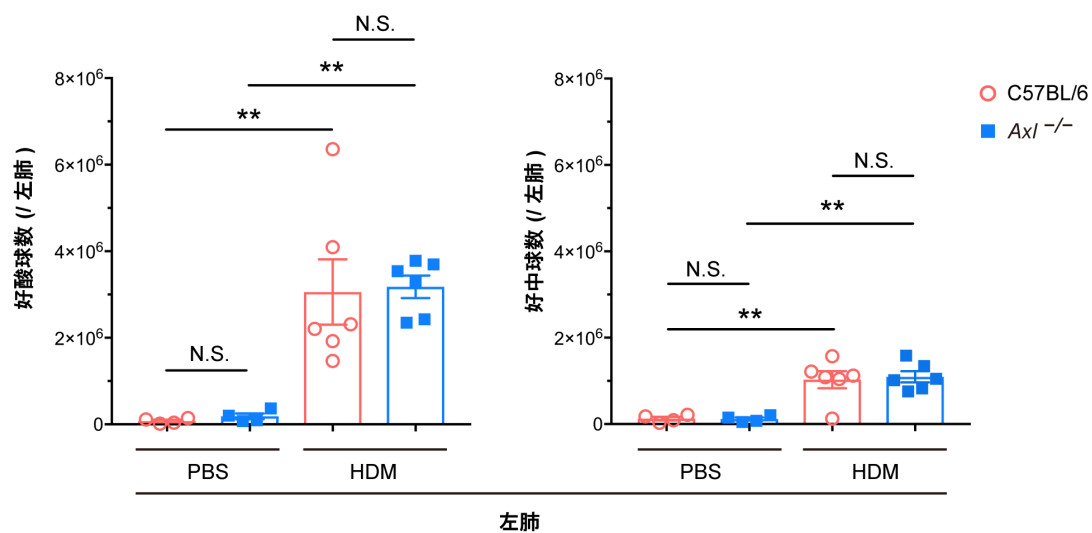 N.S.
**
**
8×10⁶
6×10⁶
4×10⁶
2×10⁶
0
好酸球数 (/ 左肺 )
N.S.
PBS
HDM
8×10⁶
6×10⁶
4×10⁶
2×10⁶
0
好中球数 (/ 左肺 )
N.S.
**
N.S.
**
PBS
HDM
C57BL/6
Axl −/−
左肺